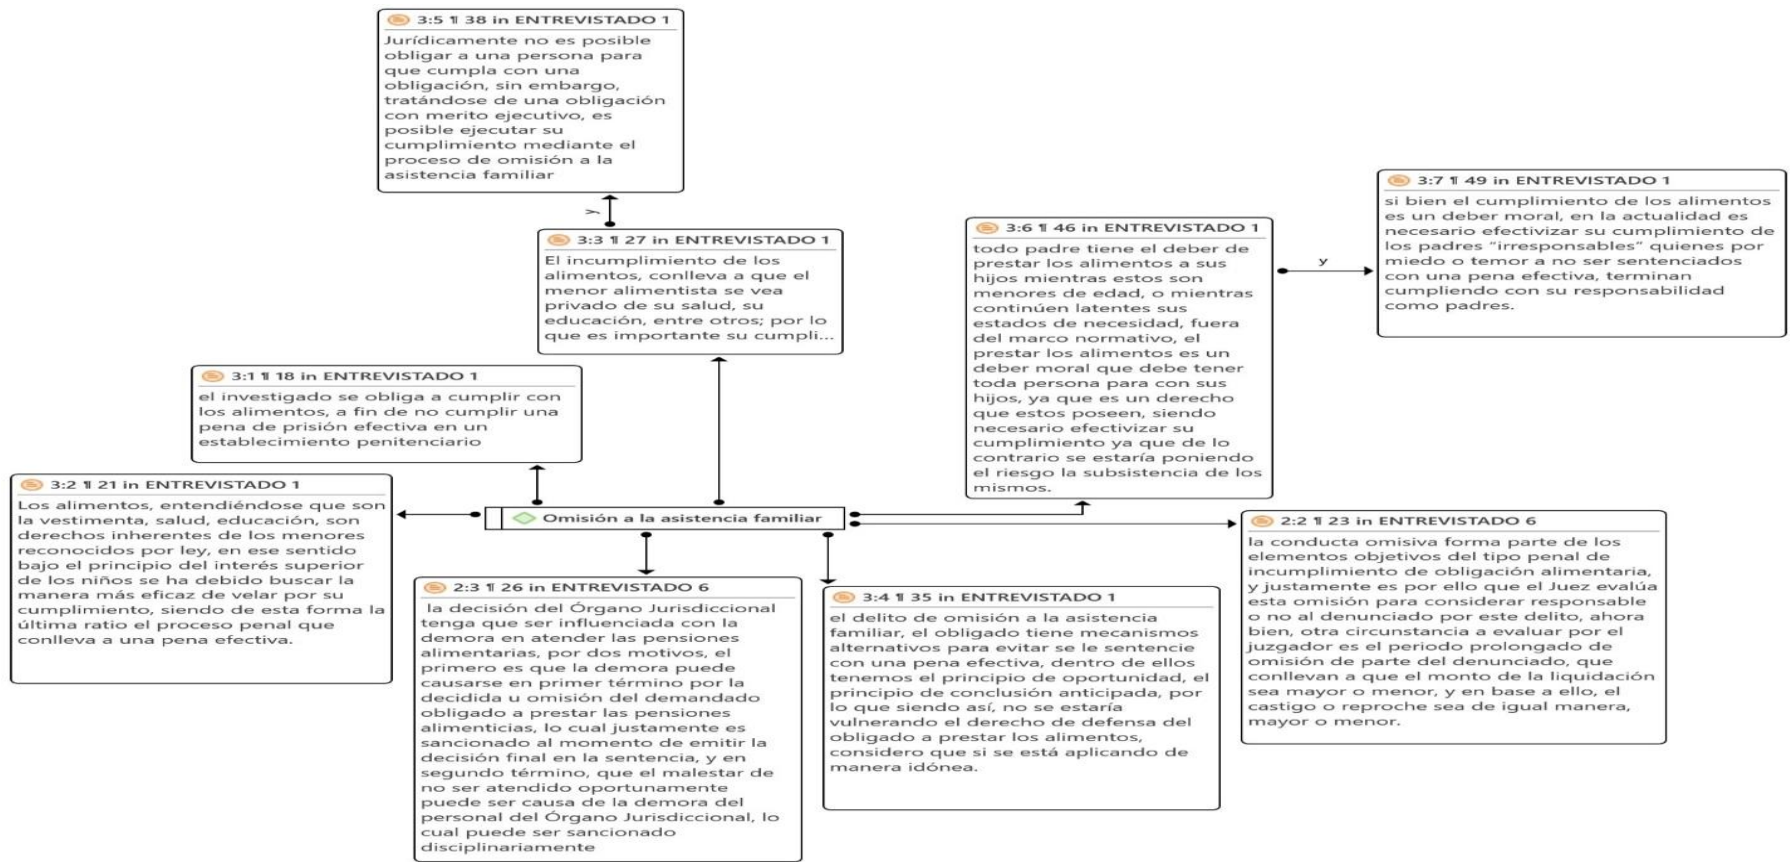 3:5 ¶ 38 in ENTREVISTADO 1
Jurídicamente no es posible
obligar a una persona para
que cumpla con una
obligación, sin embargo,
tratándose de una obligación
con merito ejecutivo, es
posible ejecutar su
cumplimiento mediante el
proceso de omisión a la
asistencia familiar
y
3:3 ¶ 27 in ENTREVISTADO 1
El incumplimiento de los
alimentos, conlleva a que el
menor alimentista se vea
privado de su salud, su
educación, entre otros; por lo
que es importante su cumpli...
3:6 ¶ 46 in ENTREVISTADO 1
todo padre tiene el deber de
prestar los alimentos a sus
hijos mientras estos son
menores de edad, o mientras
continúen latentes sus
estados de necesidad, fuera
del marco normativo, el
prestar los alimentos es un
deber moral que debe tener
toda persona para con sus
hijos, ya que es un derecho
que estos poseen, siendo
necesario efectivizar su
cumplimiento ya que de lo
contrario se estaría poniendo
el riesgo la subsistencia de los
mismos.
y
3:7 ¶ 49 in ENTREVISTADO 1
si bien el cumplimiento de los alimentos
es un deber moral, en la actualidad es
necesario efectivizar su cumplimiento de
los padres "irresponsables" quienes por
miedo o temor a no ser sentenciados
con una pena efectiva, terminan
cumpliendo con su responsabilidad
como padres.
3:1 ¶ 18 in ENTREVISTADO 1
el investigado se obliga a cumplir con
los alimentos, a fin de no cumplir una
pena de prisión efectiva en un
establecimiento penitenciario
3:2 ¶ 21 in ENTREVISTADO 1
Los alimentos, entendiéndose que son
la vestimenta, salud, educación, son
derechos inherentes de los menores
reconocidos por ley, en ese sentido
bajo el principio del interés superior
de los niños se ha debido buscar la
manera más eficaz de velar por su
cumplimiento, siendo de esta forma la
última ratio el proceso penal que
conlleva a una pena efectiva.
Omisión a la asistencia familiar
2:3 ¶ 26 in ENTREVISTADO 6
la decisión del Órgano Jurisdiccional
tenga que ser influenciada con la
demora en atender las pensiones
alimentarias, por dos motivos, el
primero es que la demora puede
causarse en primer término por la
decidida u omisión del demandado
obligado a prestar las pensiones
alimenticias, lo cual justamente es
sancionado al momento de emitir la
decisión final en la sentencia, y en
segundo término, que el malestar de
no ser atendido oportunamente
puede ser causa de la demora del
personal del Órgano Jurisdiccional, lo
cual puede ser sancionado
disciplinariamente
3:4 ¶ 35 in ENTREVISTADO 1
el delito de omisión a la asistencia
familiar, el obligado tiene mecanismos
alternativos para evitar se le sentencie
con una pena efectiva, dentro de ellos
tenemos el principio de oportunidad, el
principio de conclusión anticipada, por
lo que siendo así, no se estaría
vulnerando el derecho de defensa del
obligado a prestar los alimentos,
considero que si se está aplicando de
manera idónea.
2:2 ¶ 23 in ENTREVISTADO 6
la conducta omisiva forma parte de los
elementos objetivos del tipo penal de
incumplimiento de obligación alimentaria,
y justamente es por ello que el Juez evalúa
esta omisión para considerar responsable
o no al denunciado por este delito, ahora
bien, otra circunstancia a evaluar por el
juzgador es el periodo prolongado de
omisión de parte del denunciado, que
conllevan a que el monto de la liquidación
sea mayor o menor, y en base a ello, el
castigo o reproche sea de igual manera,
mayor o menor.